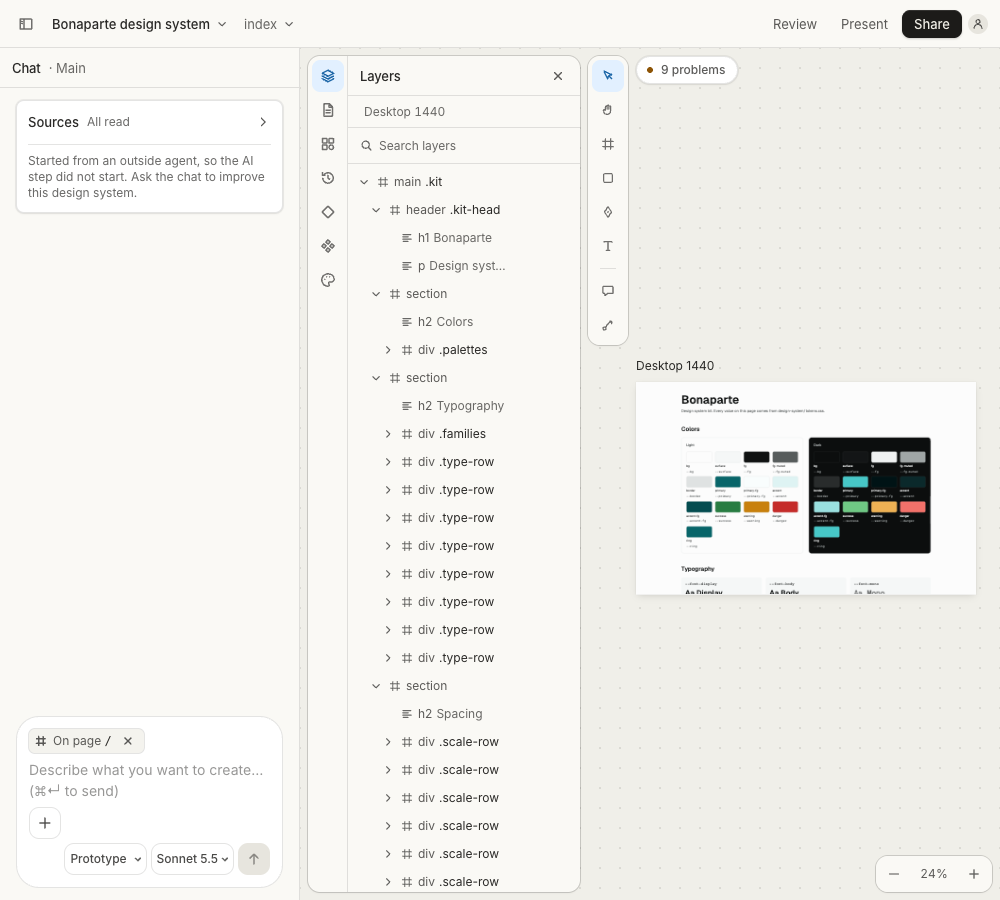 Bonaparte design system
index
Review
Present
Share
Chat · Main
Sources All read
Started from an outside agent, so the AI
step did not start. Ask the chat to improve
this design system.
On page /
Describe what you want to create...
(⌘↵ to send)
Prototype
Sonnet 5.5
Layers
Desktop 1440
Search layers
main .kit
header .kit-head
h1 Bonaparte
p Design syst...
section
h2 Colors
div .palettes
section
h2 Typography
div .families
div .type-row
div .type-row
div .type-row
div .type-row
div .type-row
div .type-row
div .type-row
div .type-row
section
h2 Spacing
div .scale-row
div .scale-row
div .scale-row
div .scale-row
div .scale-row
div .scale-row
9 problems
Desktop 1440
Bonaparte
Colors
Light
Typography
Aa Display
Aa Body
Aa Mono
24%